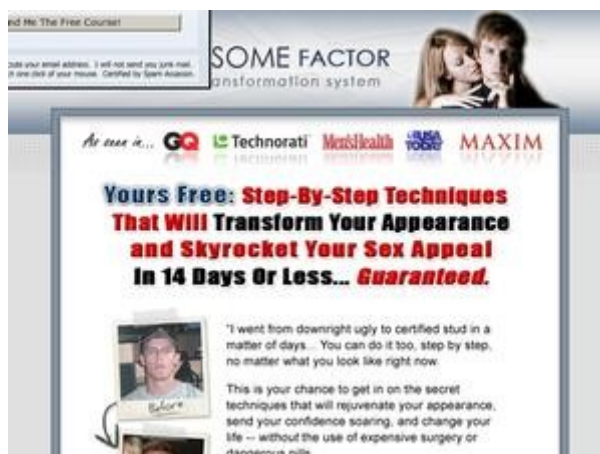 nd Me The Free Course!
cute your email address. I will not send you junk mail.
h one click of your mouse. Certified by Spam Assassin.
SOME FACTOR
ansformation system
As seen in... GQ Technorati Men'sHealth USA TODAY MAXIM
Yours Free: Step-By-Step Techniques
That Will Transform Your Appearance
and Skyrocket Your Sex Appeal
In 14 Days Or Less... Guaranteed.
"I went from downright ugly to certified stud in a
matter of days... You can do it too, step by step,
no matter what you look like right now.
This is your chance to get in on the secret
techniques that will rejuvenate your appearance,
send your confidence soaring, and change your
life -- without the use of expensive surgery or
dangerous pills
Before